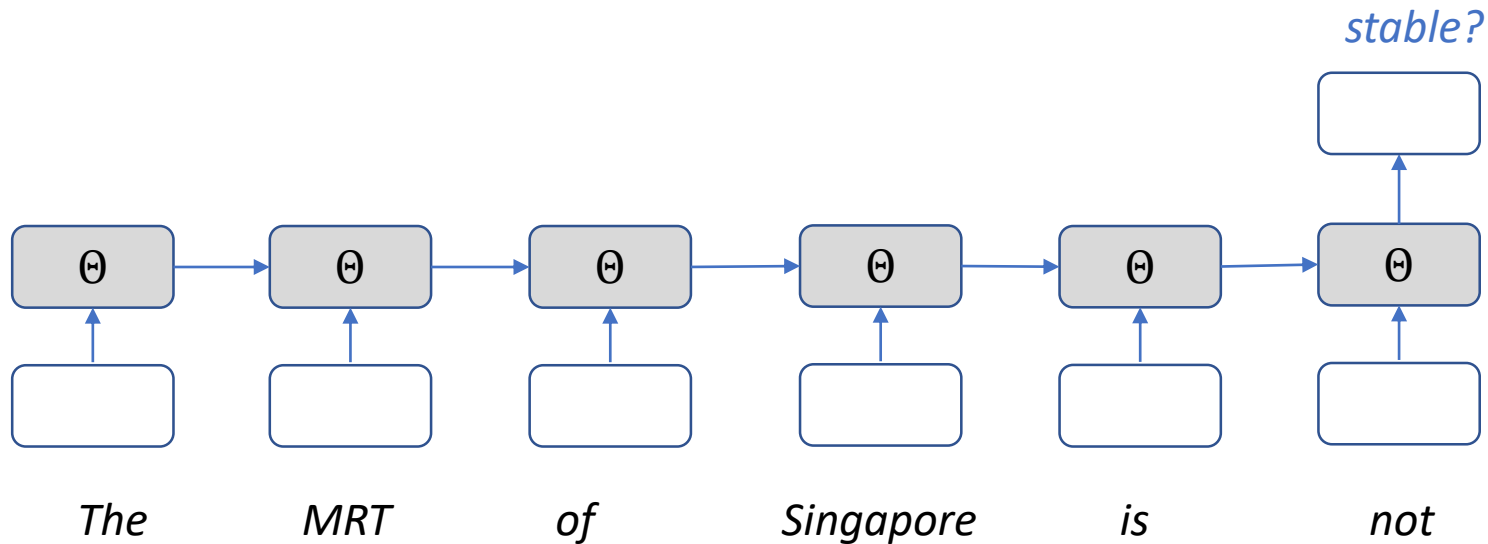 stable?
Θ Θ Θ Θ Θ Θ
The MRT of Singapore is not